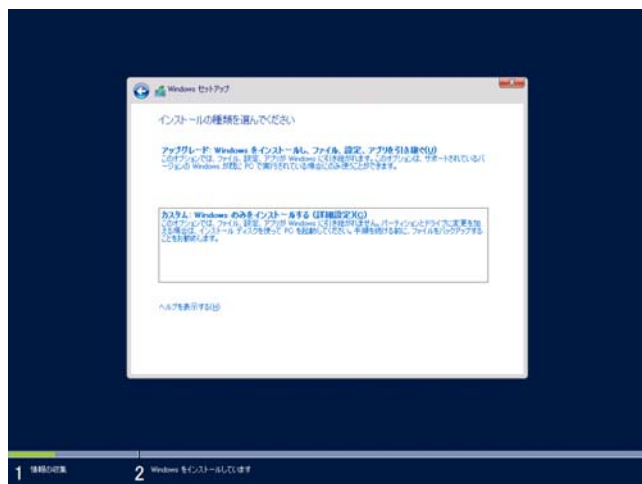 Windows セットアップ
インストールの種類を選んでください
アップグレード: Windows をインストールし、ファイル、設定、アプリを引き継ぐ(U)
このオプションでは、ファイル、設定、アプリが Windows に引き継がれます。このオプションは、サポートされているバ
ージョンの Windows が既に PC で実行されている場合にのみ使うことができます。
カスタム: Windows のみをインストールする (詳細設定)(C)
このオプションでは、ファイル、設定、アプリが Windows に引き継がれません。パーティションとドライブに変更を加
える場合は、インストール ディスクを使って PC を起動してください。手順を続ける前に、ファイルをバックアップする
ことをお勧めします。
ヘルプを表示する(H)
1 情報の収集
2 Windows をインストールしています